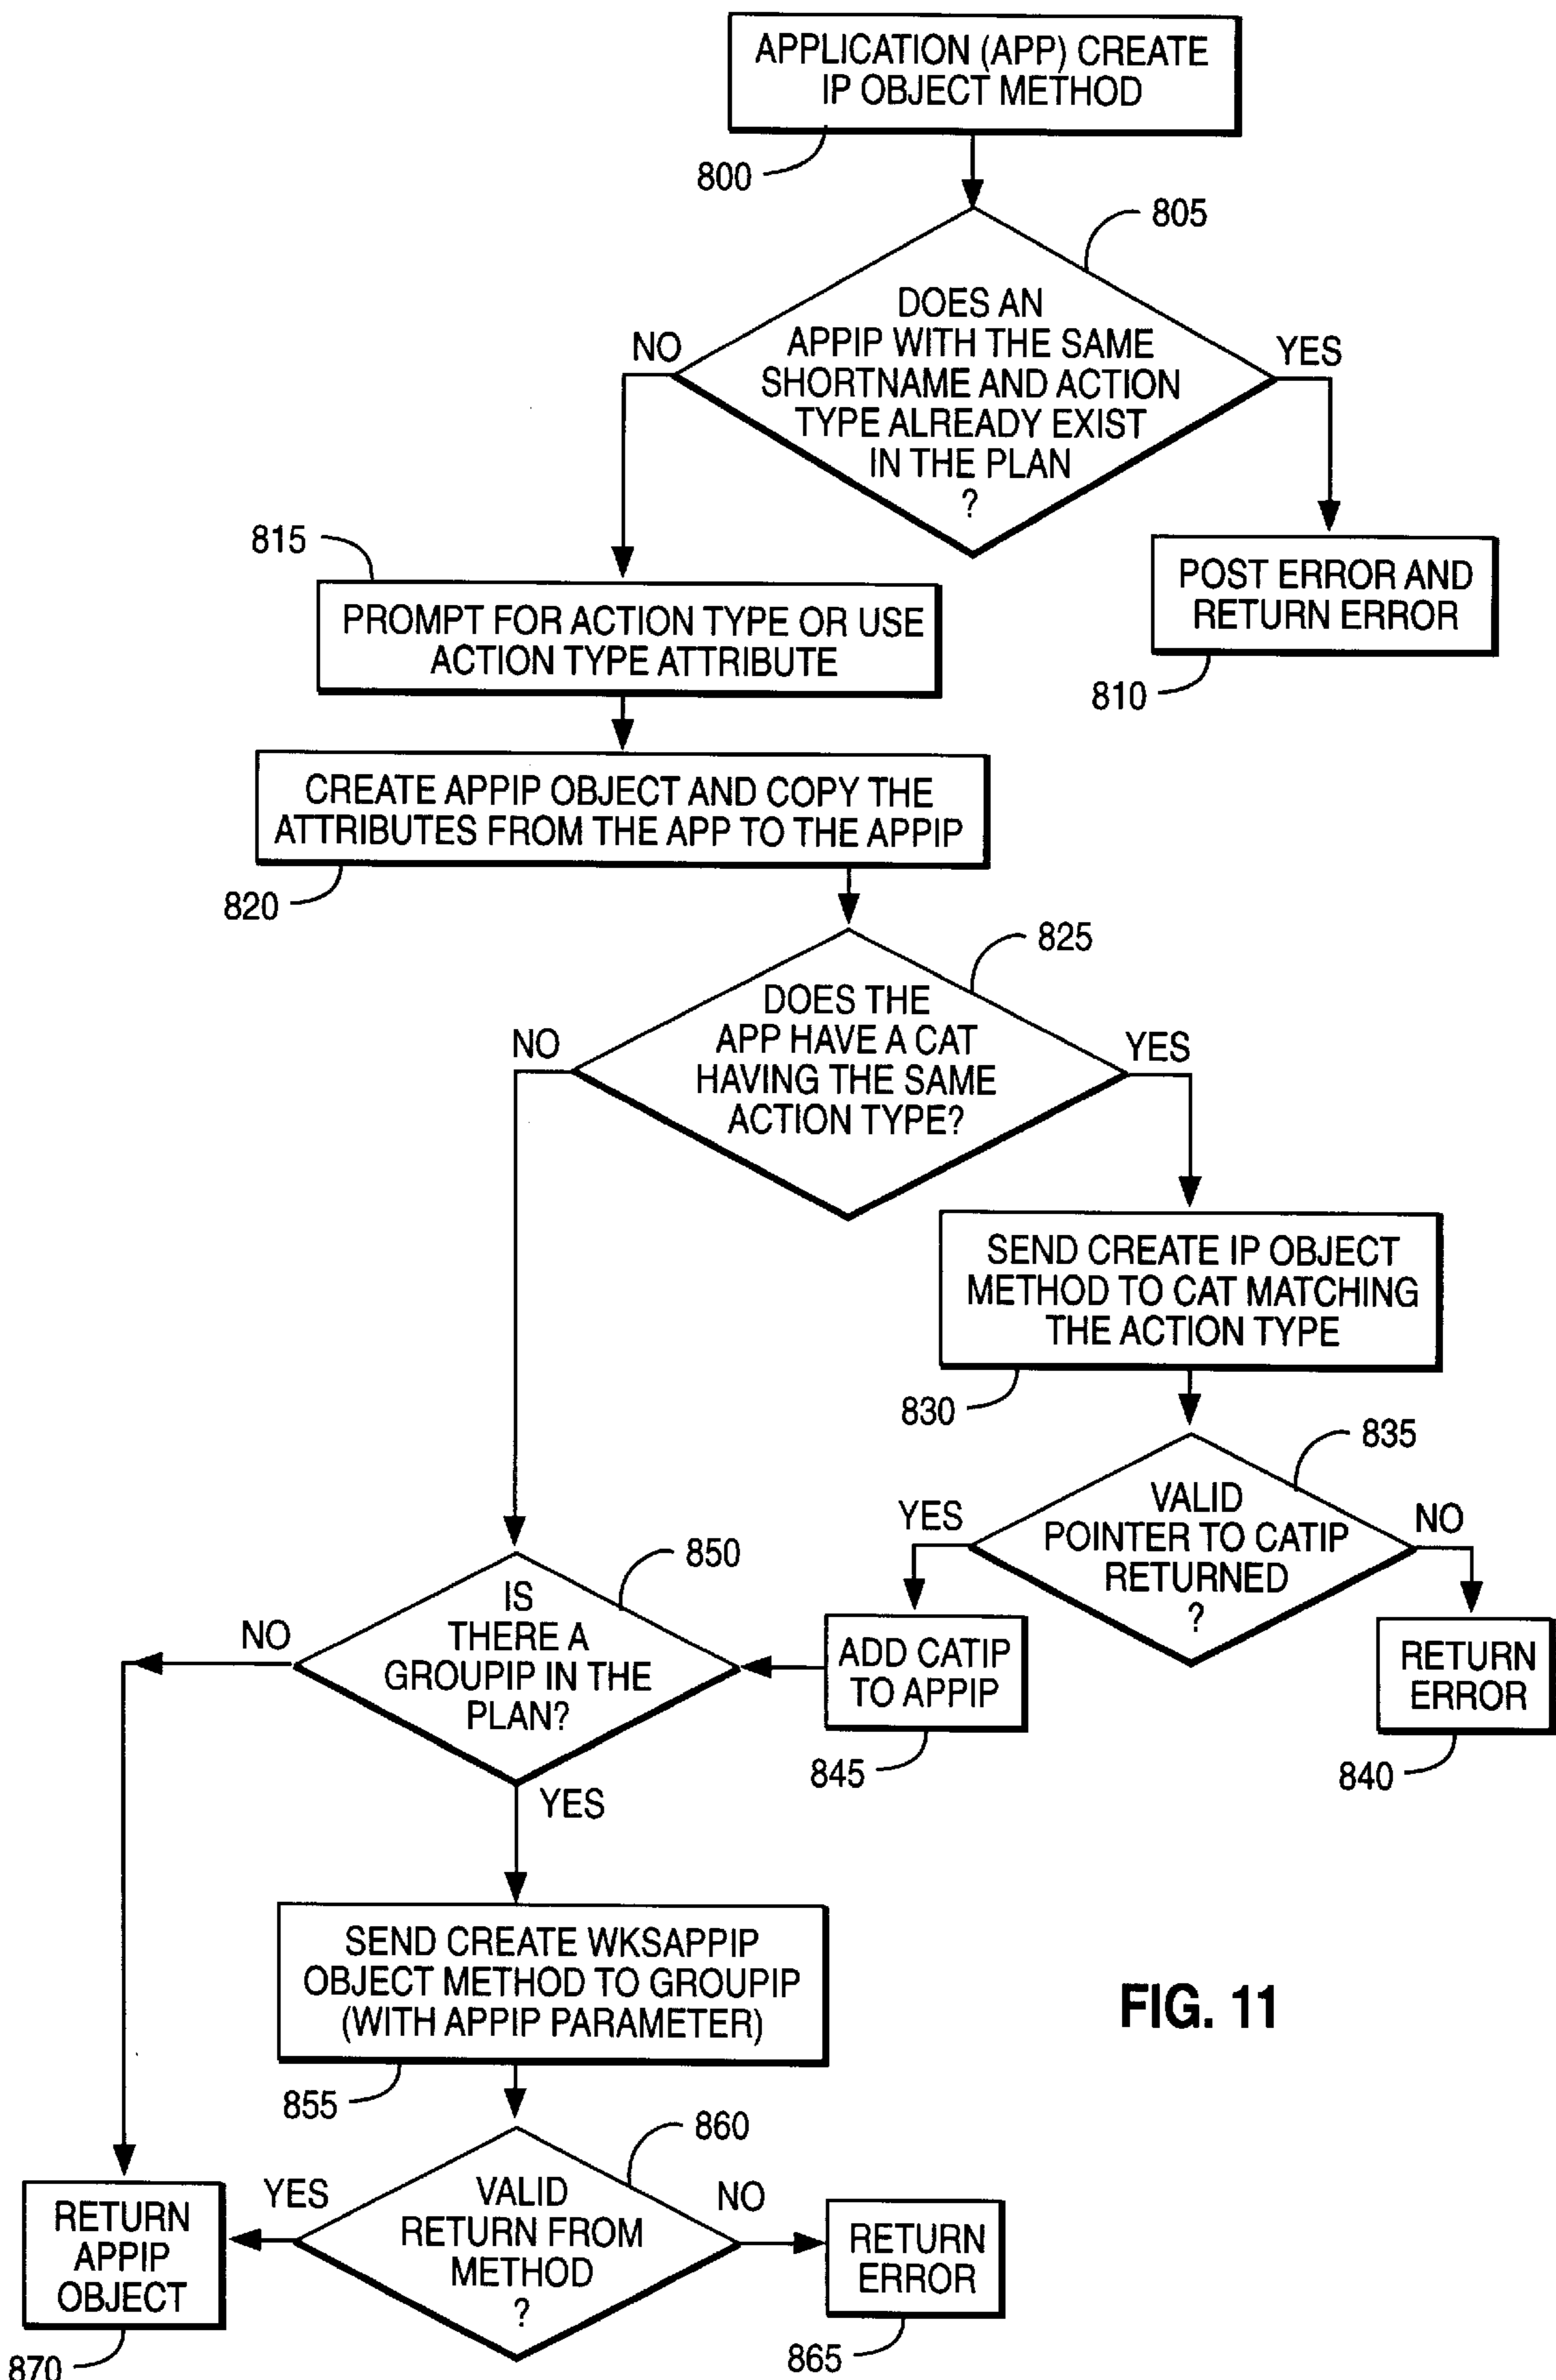 APPLICATION (APP) CREATE
IP OBJECT METHOD
800
805
DOES AN
APPIP WITH THE SAME
SHORTNAME AND ACTION
TYPE ALREADY EXIST
IN THE PLAN
?
NO
YES
815
PROMPT FOR ACTION TYPE OR USE
ACTION TYPE ATTRIBUTE
POST ERROR AND
RETURN ERROR
810
CREATE APPIP OBJECT AND COPY THE
ATTRIBUTES FROM THE APP TO THE APPIP
820
825
DOES THE
APP HAVE A CAT
HAVING THE SAME
ACTION TYPE?
NO
YES
SEND CREATE IP OBJECT
METHOD TO CAT MATCHING
THE ACTION TYPE
830
835
VALID
POINTER TO CATIP
RETURNED
?
YES
NO
850
IS
THERE A
GROUPIP IN THE
PLAN?
NO
YES
ADD CATIP
TO APPIP
845
RETURN
ERROR
840
SEND CREATE WKSAPPIP
OBJECT METHOD TO GROUPIP
(WITH APPIP PARAMETER)
855
FIG. 11
860
VALID
RETURN FROM
METHOD
?
YES
NO
RETURN
APPIP
OBJECT
870
RETURN
ERROR
865